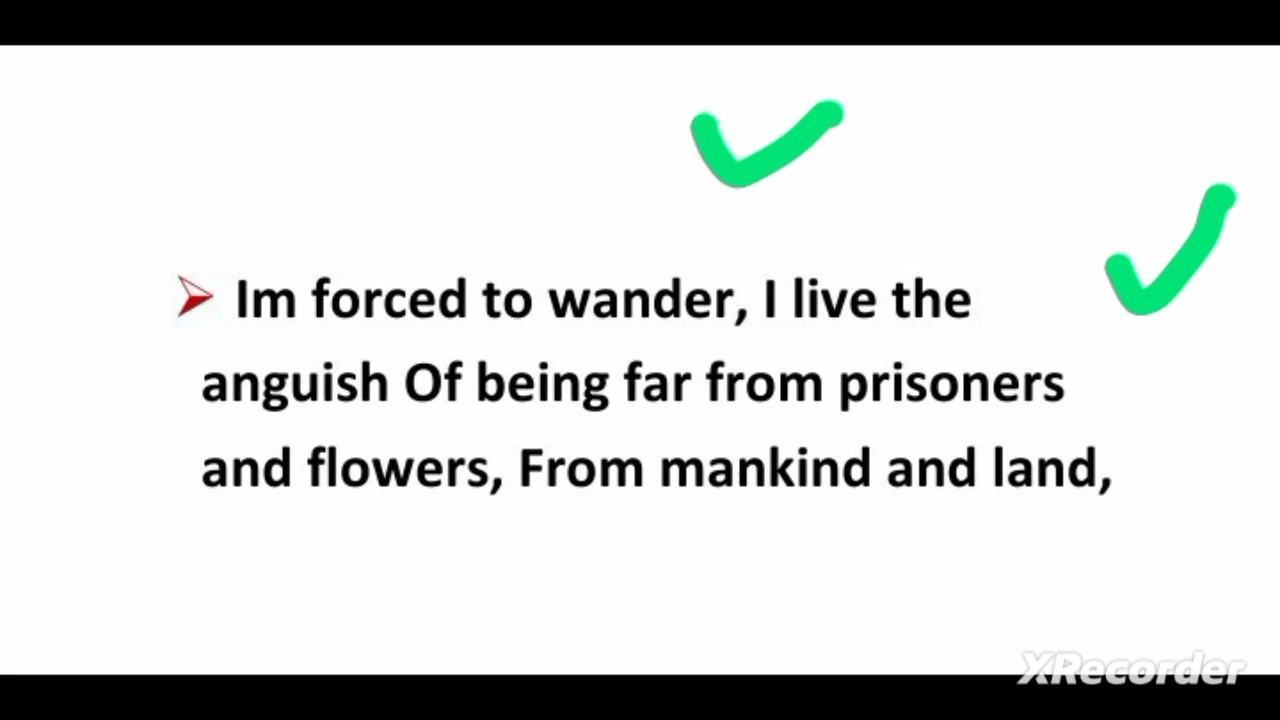 Im forced to wander, I live the
anguish Of being far from prisoners
and flowers, From mankind and land,
XRecorder